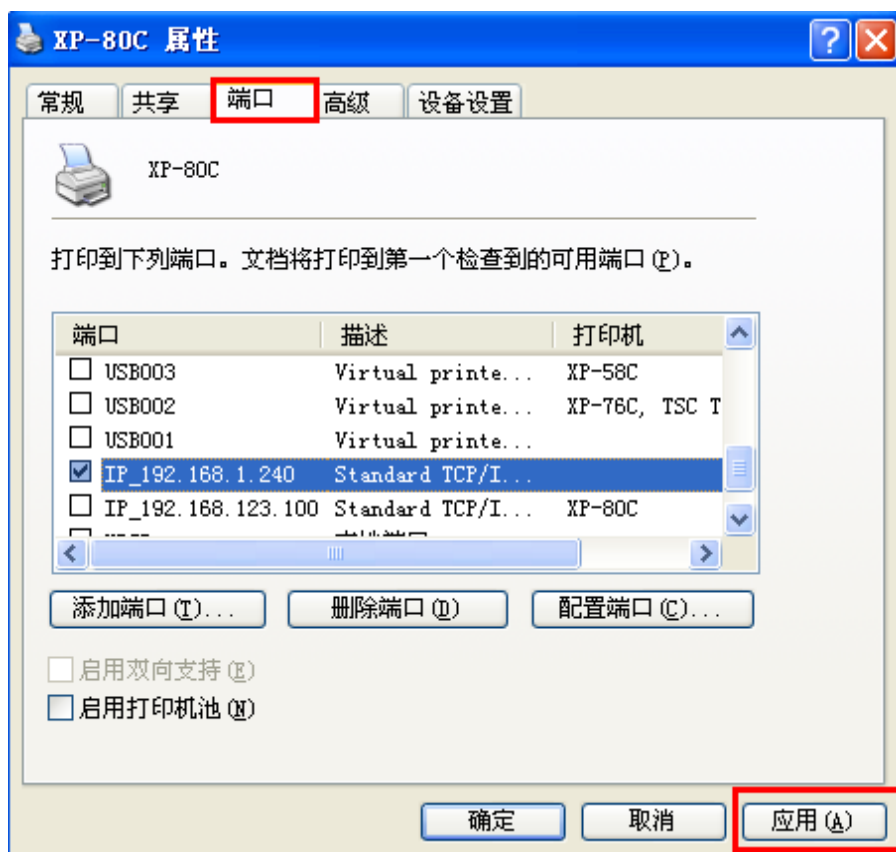 XP-80C 属性
常规 共享 端口 高级 设备设置
XP-80C
打印到下列端口。文档将打印到第一个检查到的可用端口(P)。
端口 描述 打印机
USB003 Virtual printe... XP-58C
USB002 Virtual printe... XP-76C, TSC T
USB001 Virtual printe...
IP_192.168.1.240 Standard TCP/I...
IP_192.168.123.100 Standard TCP/I... XP-80C
添加端口(T)... 删除端口(D) 配置端口(C)...
启用双向支持(E)
启用打印机池(N)
确定 取消 应用(A)